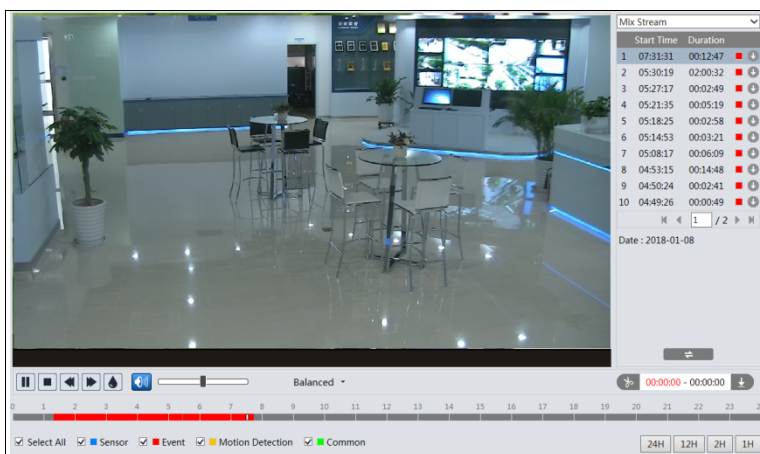 Mix Stream
Start Time Duration
1 07:31:31 00:12:47
2 05:30:19 02:00:32
3 05:27:17 00:02:49
4 05:21:35 00:05:19
5 05:18:25 00:02:58
6 05:14:53 00:03:21
7 05:08:17 00:06:09
8 04:53:15 00:14:48
9 04:50:24 00:02:41
10 04:49:26 00:00:49
1 / 2
Date : 2018-01-08
Balanced
00:00:00 - 00:00:00
0 1 2 3 4 5 6 7 8 9 10 11 12 13 14 15 16 17 18 19 20 21 22 23
Select All Sensor Event Motion Detection Common
24H 12H 2H 1H